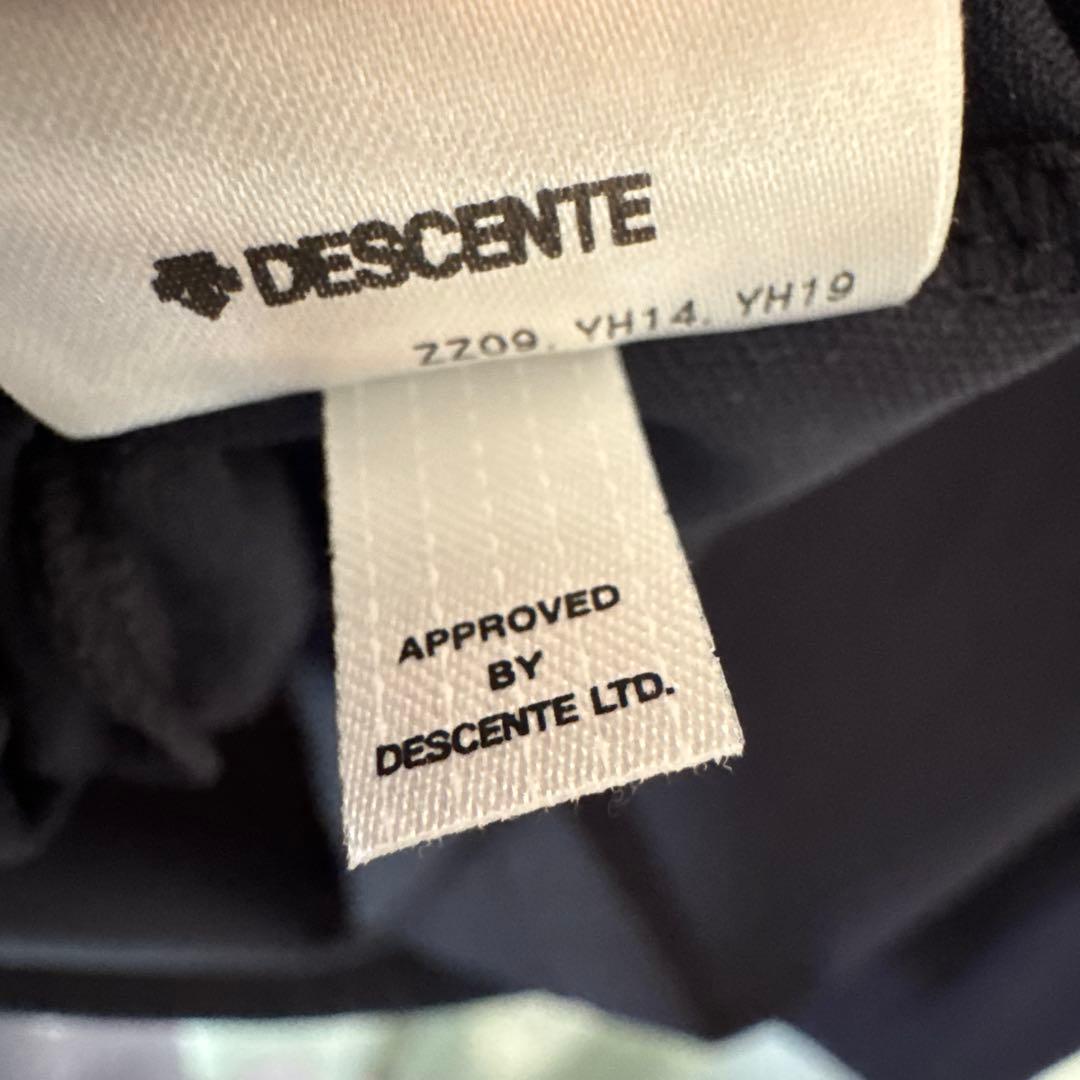 DESCENTE
ZZ09. YH14. YH19
APPROVED
BY
DESCENTE LTD.